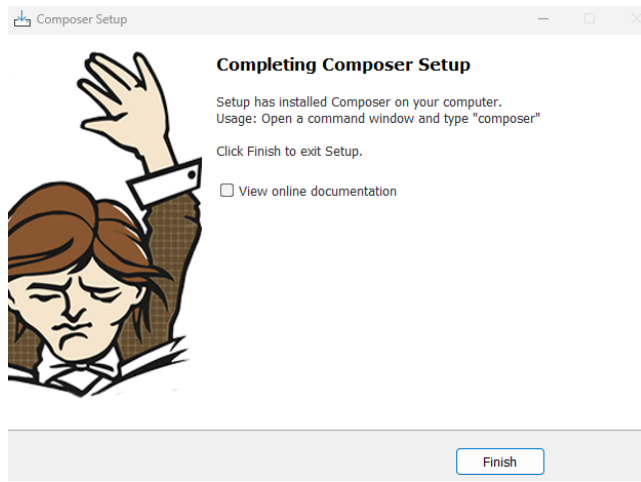 Composer Setup
Completing Composer Setup
Setup has installed Composer on your computer.
Usage: Open a command window and type "composer"
Click Finish to exit Setup.
View online documentation
Finish